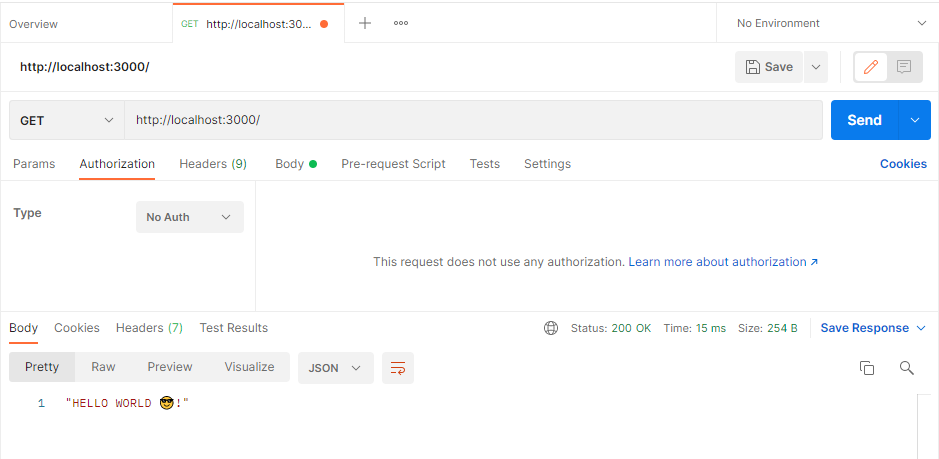 Overview
GET http://localhost:30...
No Environment
http://localhost:3000/
Save
GET http://localhost:3000/
Send
Params Authorization Headers (9) Body Pre-request Script Tests Settings Cookies
Type No Auth
This request does not use any authorization. Learn more about authorization ↗
Body Cookies Headers (7) Test Results Status: 200 OK Time: 15 ms Size: 254 B Save Response
Pretty Raw Preview Visualize JSON
1 "HELLO WORLD 😎!"